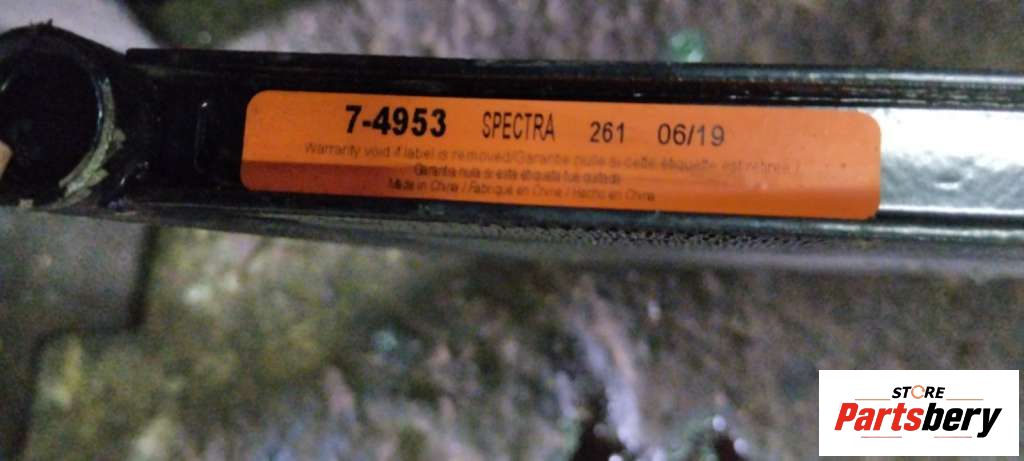 7-4953 SPECTRA 261 06/19
Warranty void if label is removed/Garantie nulle si cette étiquette est retirée /
Garantía nula si esta etiqueta fue quitada
Made in China / Fabriqué en Chine / Hecho en China
STORE
Partsbery